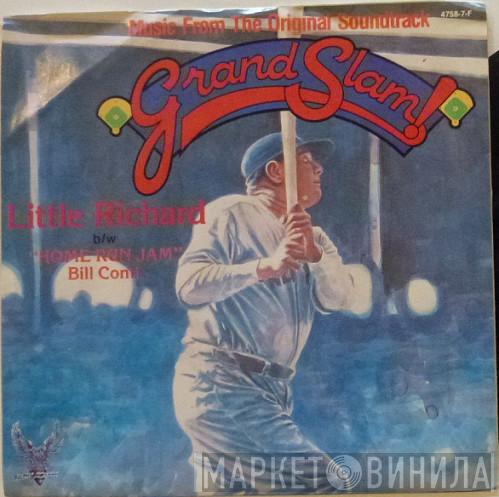 Music From The Original Soundtrack
4758-7-F
Grand Slam!
Little Richard
b/w
"HOME RUN JAM"
Bill Conti
МАРКЕТ ВИНИЛА